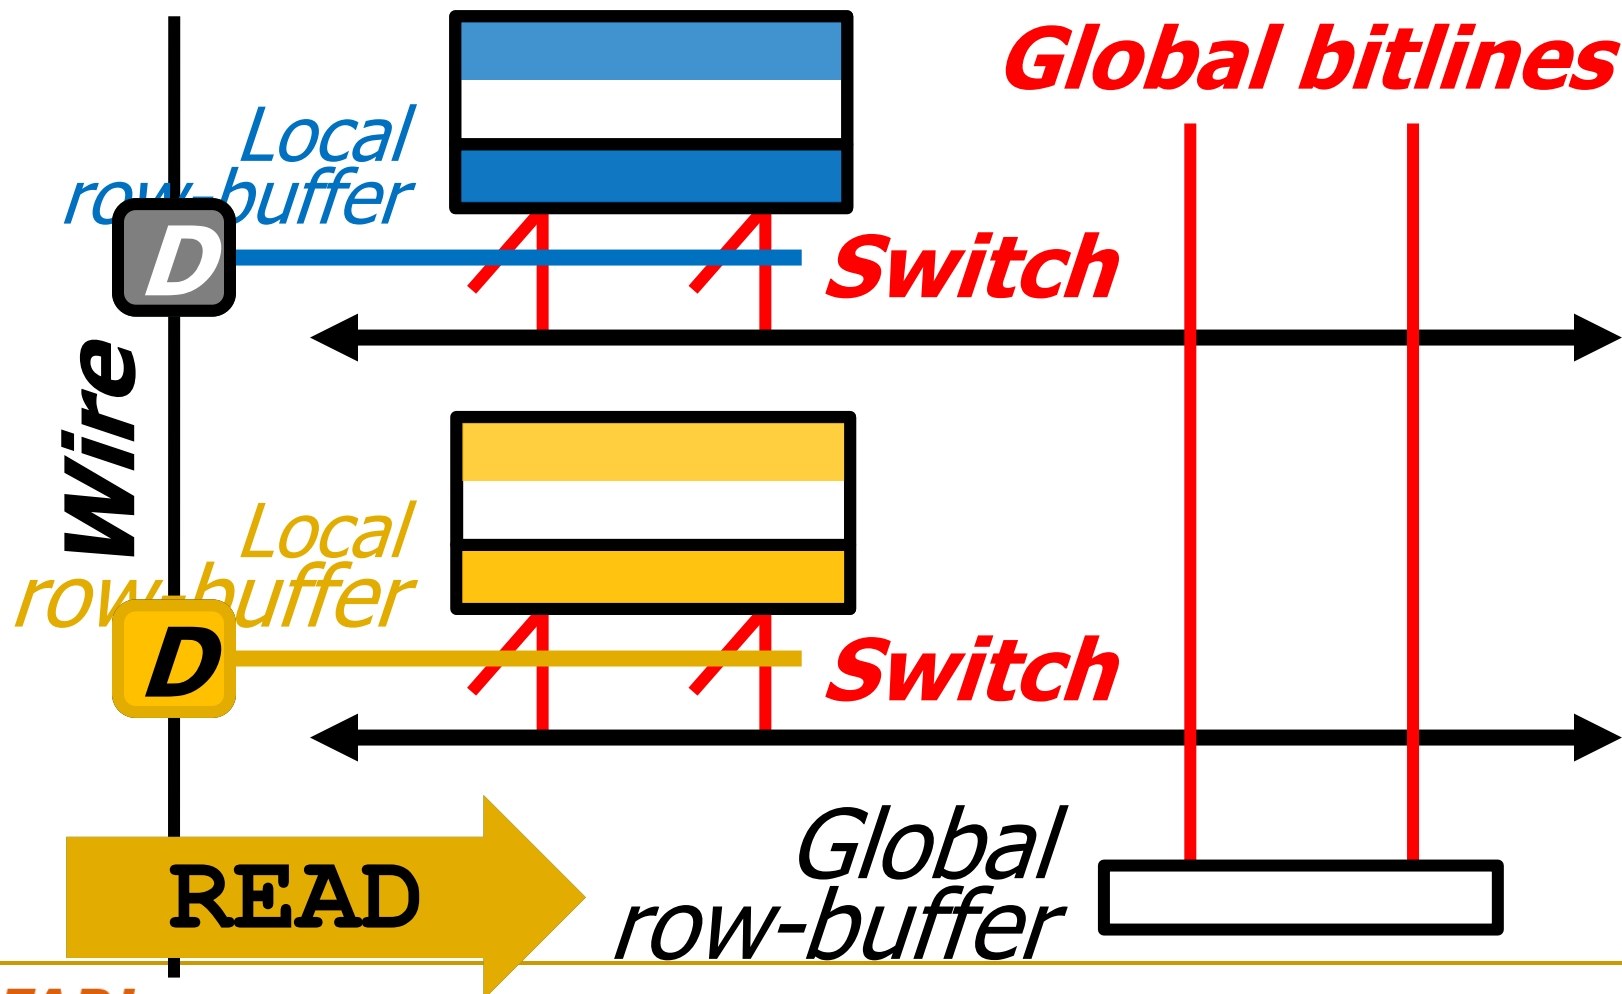 Global bitlines
Local
row-buffer
D
Switch
Wire
Local
row-buffer
D
Switch
READ
Global
row-buffer